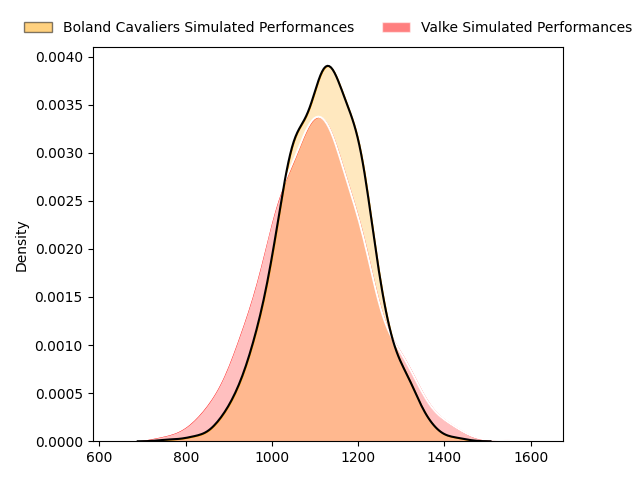 Boland Cavaliers Simulated Performances
Valke Simulated Performances
0.0040
0.0035
0.0030
0.0025
0.0020
0.0015
0.0010
0.0005
0.0000
Density
600 800 1000 1200 1400 1600